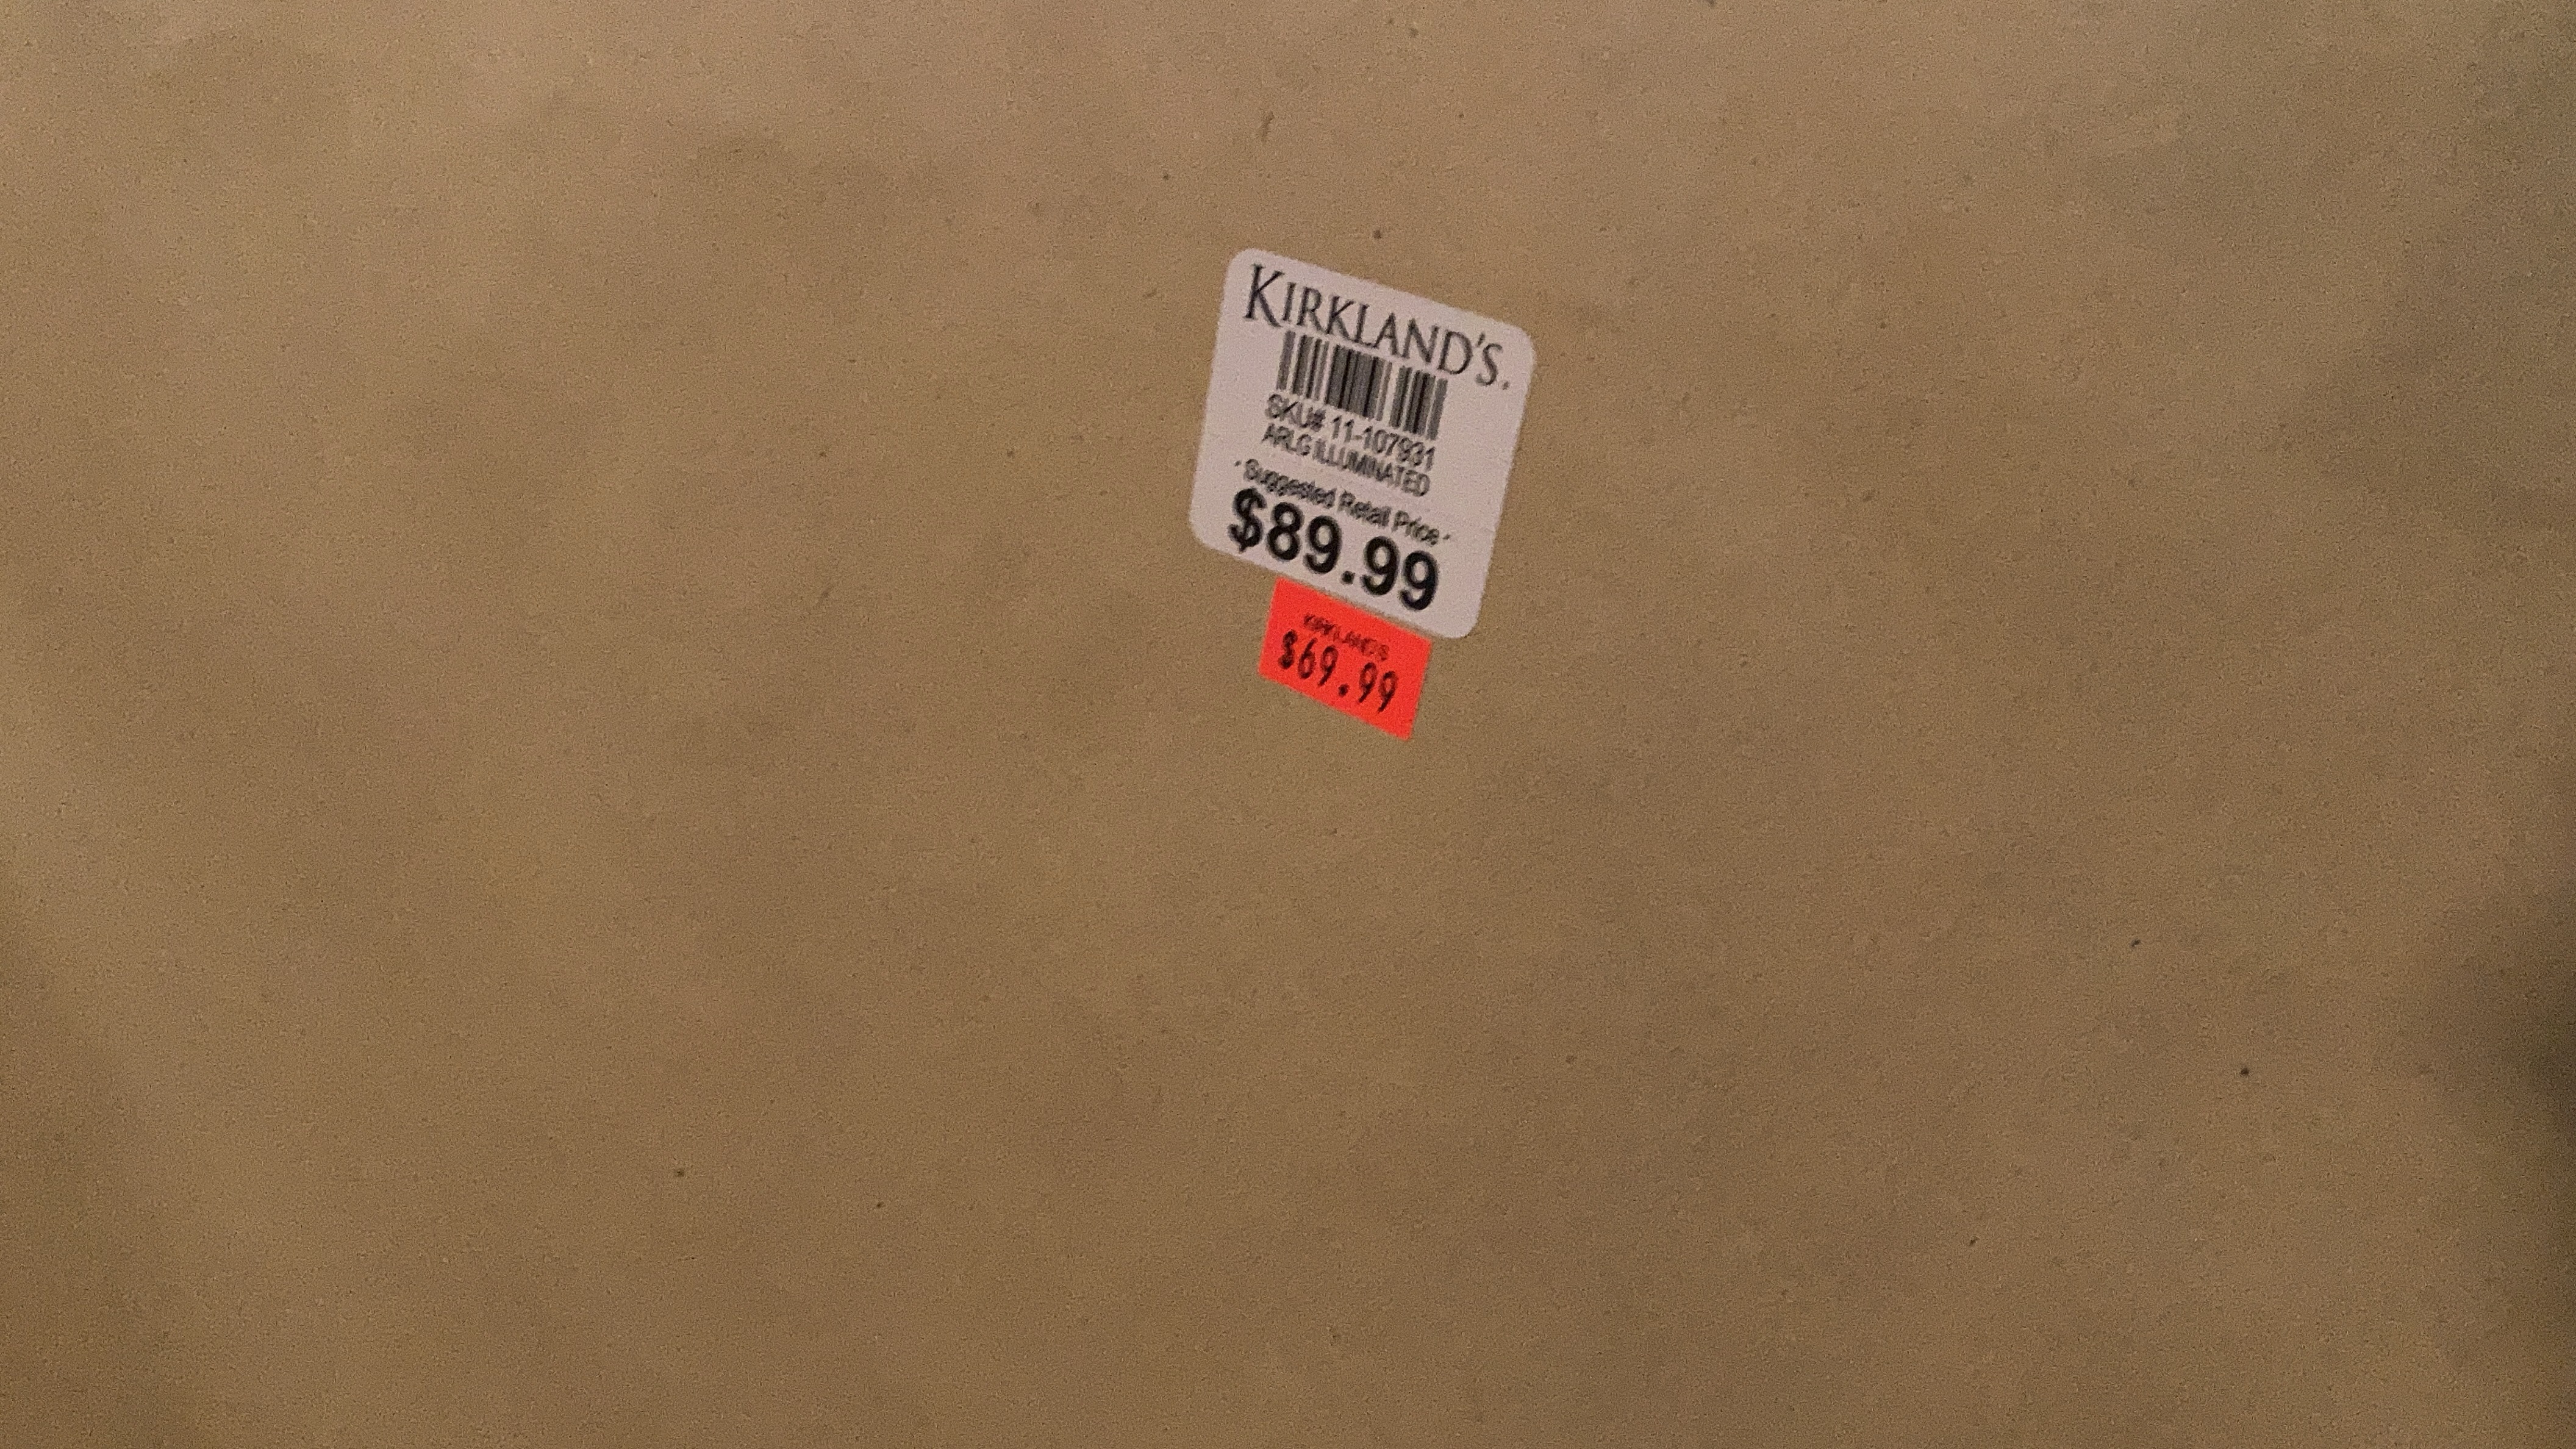 KIRKLAND'S.
SKU# 11-107931
ARLG ILLUMINATED
*Suggested Retail Price*
$89.99
KIRKLAND'S
$69.99